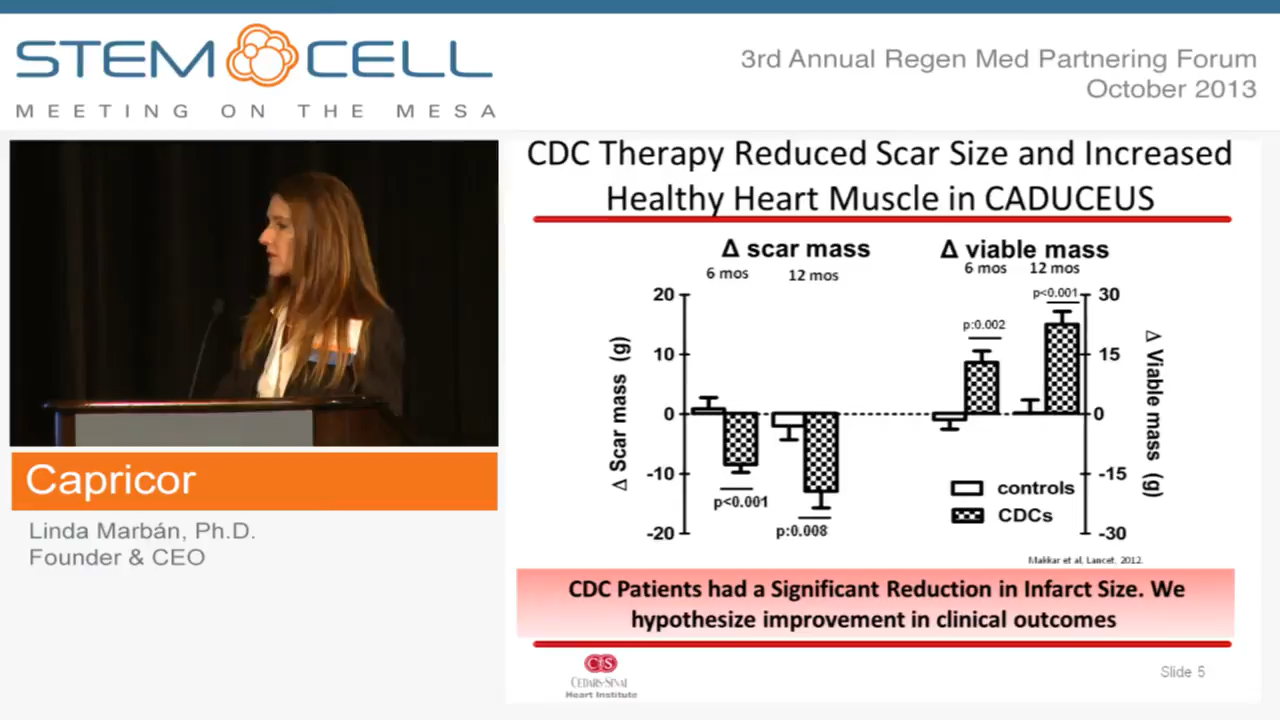 STEM CELL
MEETING ON THE MESA
3rd Annual Regen Med Partnering Forum
October 2013
Capricor
Linda Marbán, Ph.D.
Founder & CEO
CDC Therapy Reduced Scar Size and Increased
Healthy Heart Muscle in CADUCEUS
Δ scar mass
6 mos
12 mos
Δ viable mass
6 mos
12 mos
Δ Scar mass (g)
20
10
0
-10
-20
p<0.001
p:0.008
p:0.002
p<0.001
30
15
0
-15
-30
Δ Viable mass (g)
controls
CDCs
Makkar et al, Lancet, 2012.
CDC Patients had a Significant Reduction in Infarct Size. We
hypothesize improvement in clinical outcomes
CS
CEDARS-SINAI
Heart Institute
Slide 5